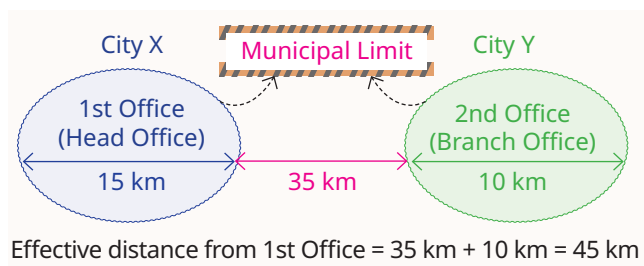 City X
Municipal Limit
City Y
1st Office
(Head Office)
2nd Office
(Branch Office)
15 km
35 km
10 km
Effective distance from 1st Office = 35 km + 10 km = 45 km